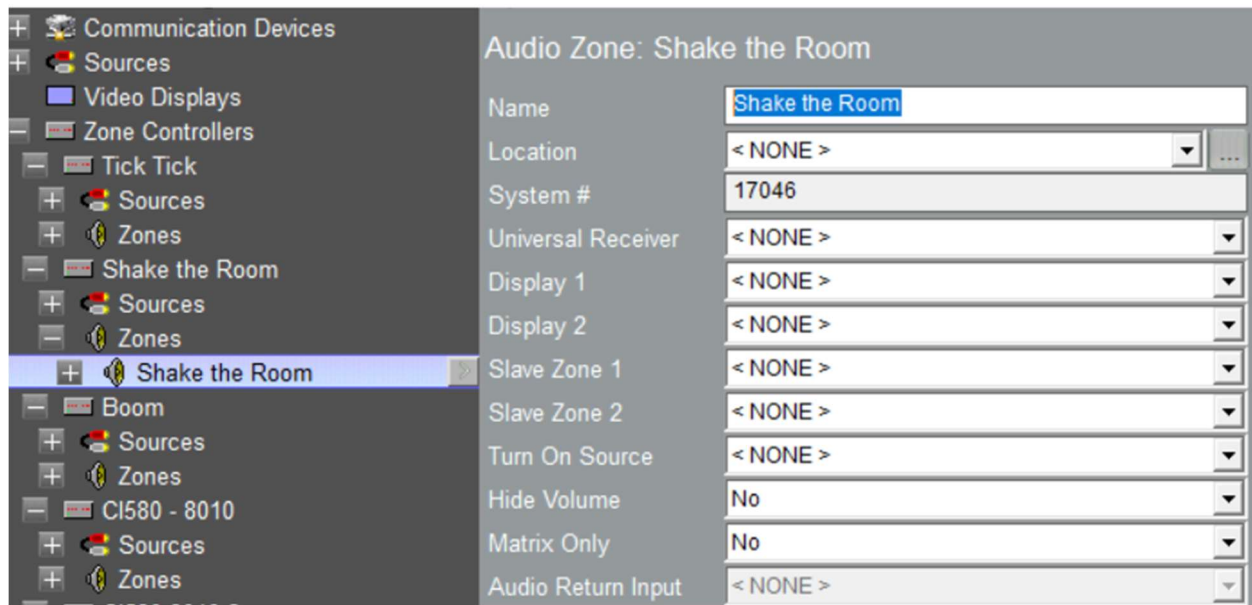 Communication Devices
Sources
Video Displays
Zone Controllers
Tick Tick
Sources
Zones
Shake the Room
Sources
Zones
Shake the Room
Boom
Sources
Zones
CI580 - 8010
Sources
Zones
Audio Zone: Shake the Room
Name Shake the Room
Location < NONE > ...
System # 17046
Universal Receiver < NONE >
Display 1 < NONE >
Display 2 < NONE >
Slave Zone 1 < NONE >
Slave Zone 2 < NONE >
Turn On Source < NONE >
Hide Volume No
Matrix Only No
Audio Return Input < NONE >